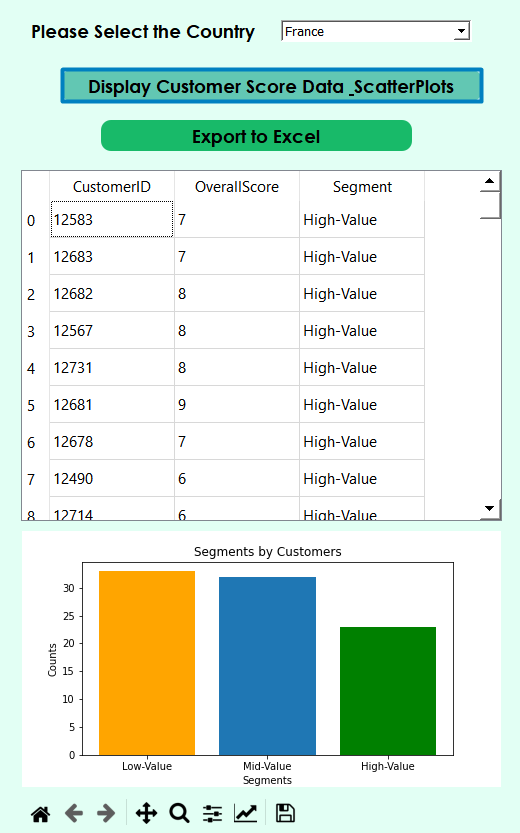 Please Select the Country France
Display Customer Score Data _ScatterPlots
Export to Excel
CustomerID OverallScore Segment
0 12583 7 High-Value
1 12683 7 High-Value
2 12682 8 High-Value
3 12567 8 High-Value
4 12731 8 High-Value
5 12681 9 High-Value
6 12678 7 High-Value
7 12490 6 High-Value
8 12714 6 High-Value
Segments by Customers
30
25
20
15
10
5
0
Counts
Low-Value Mid-Value High-Value
Segments